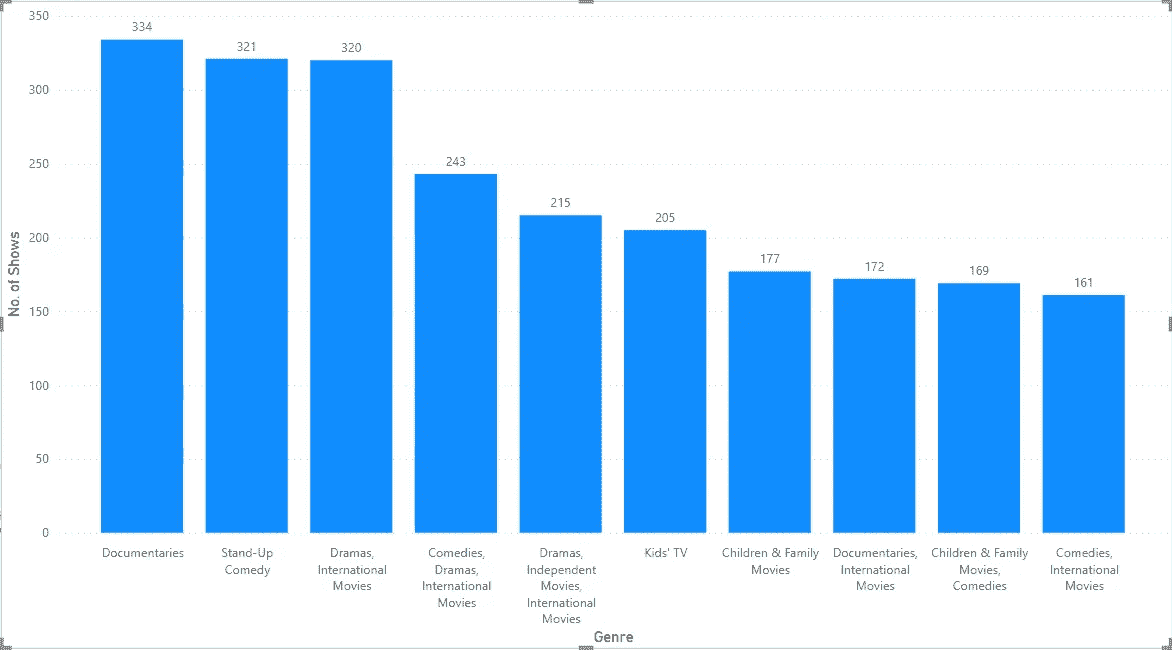 350
300
250
200
150
100
50
0
No. of Shows
334
321
320
243
215
205
177
172
169
161
Documentaries
Stand-Up
Comedy
Dramas,
International
Movies
Comedies,
Dramas,
International
Movies
Dramas,
Independent
Movies,
International
Movies
Kids' TV
Children & Family
Movies
Documentaries,
International
Movies
Children & Family
Movies,
Comedies
Comedies,
International
Movies
Genre